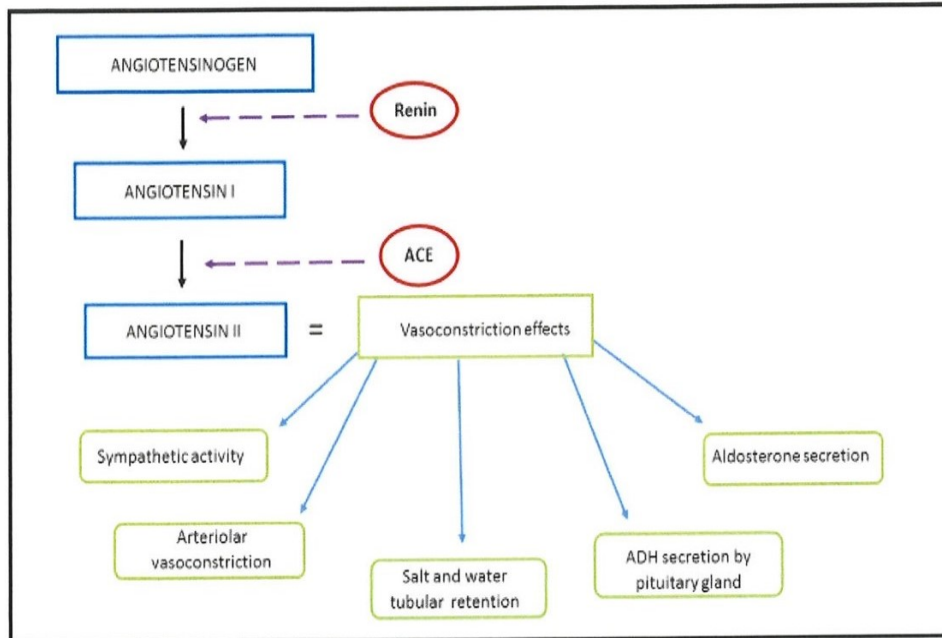 ANGIOTENSINOGEN
Renin
ANGIOTENSIN I
ACE
ANGIOTENSIN II
=
Vasoconstriction effects
Sympathetic activity
Aldosterone secretion
Arteriolar
vasoconstriction
Salt and water
tubular retention
ADH secretion by
pituitary gland